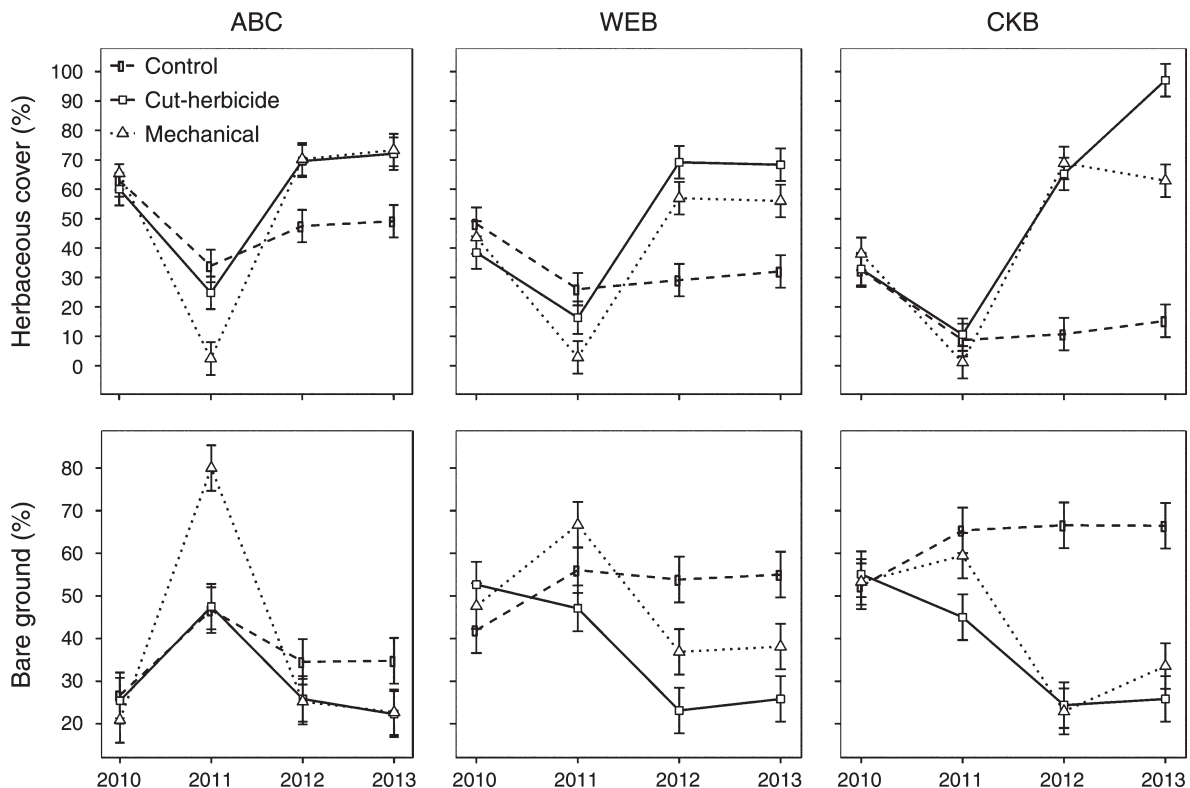 ABC WEB CKB
Herbaceous cover (%)
100
90
80
70
60
50
40
30
20
10
0
Control
Cut-herbicide
Mechanical
Bare ground (%)
80
70
60
50
40
30
20
2010 2011 2012 2013 2010 2011 2012 2013 2010 2011 2012 2013